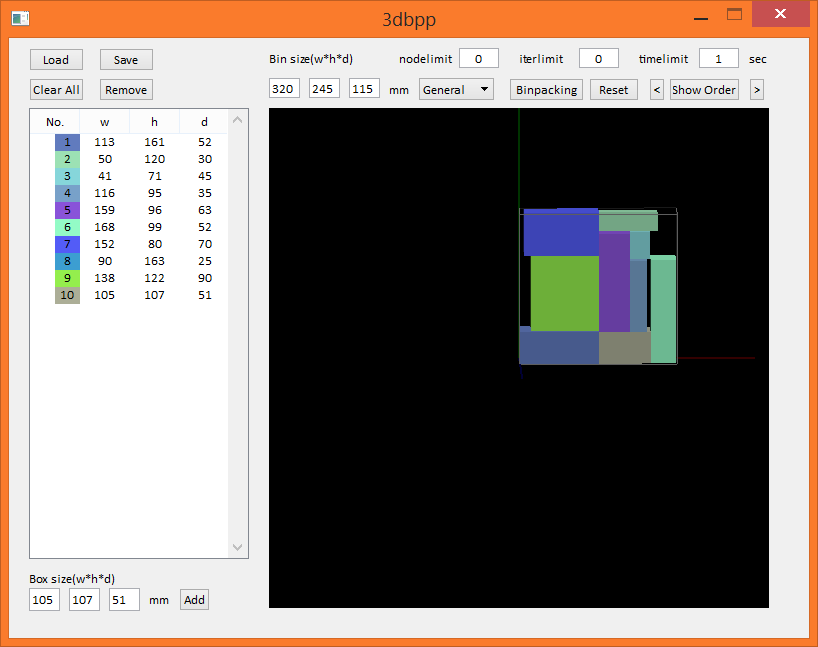 3dbpp
Load Save Bin size(w*h*d) nodelimit 0 iterlimit 0 timelimit 1 sec
Clear All Remove 320 245 115 mm General Binpacking Reset < Show Order >
No. w h d
1 113 161 52
2 50 120 30
3 41 71 45
4 116 95 35
5 159 96 63
6 168 99 52
7 152 80 70
8 90 163 25
9 138 122 90
10 105 107 51
Box size(w*h*d)
105 107 51 mm Add